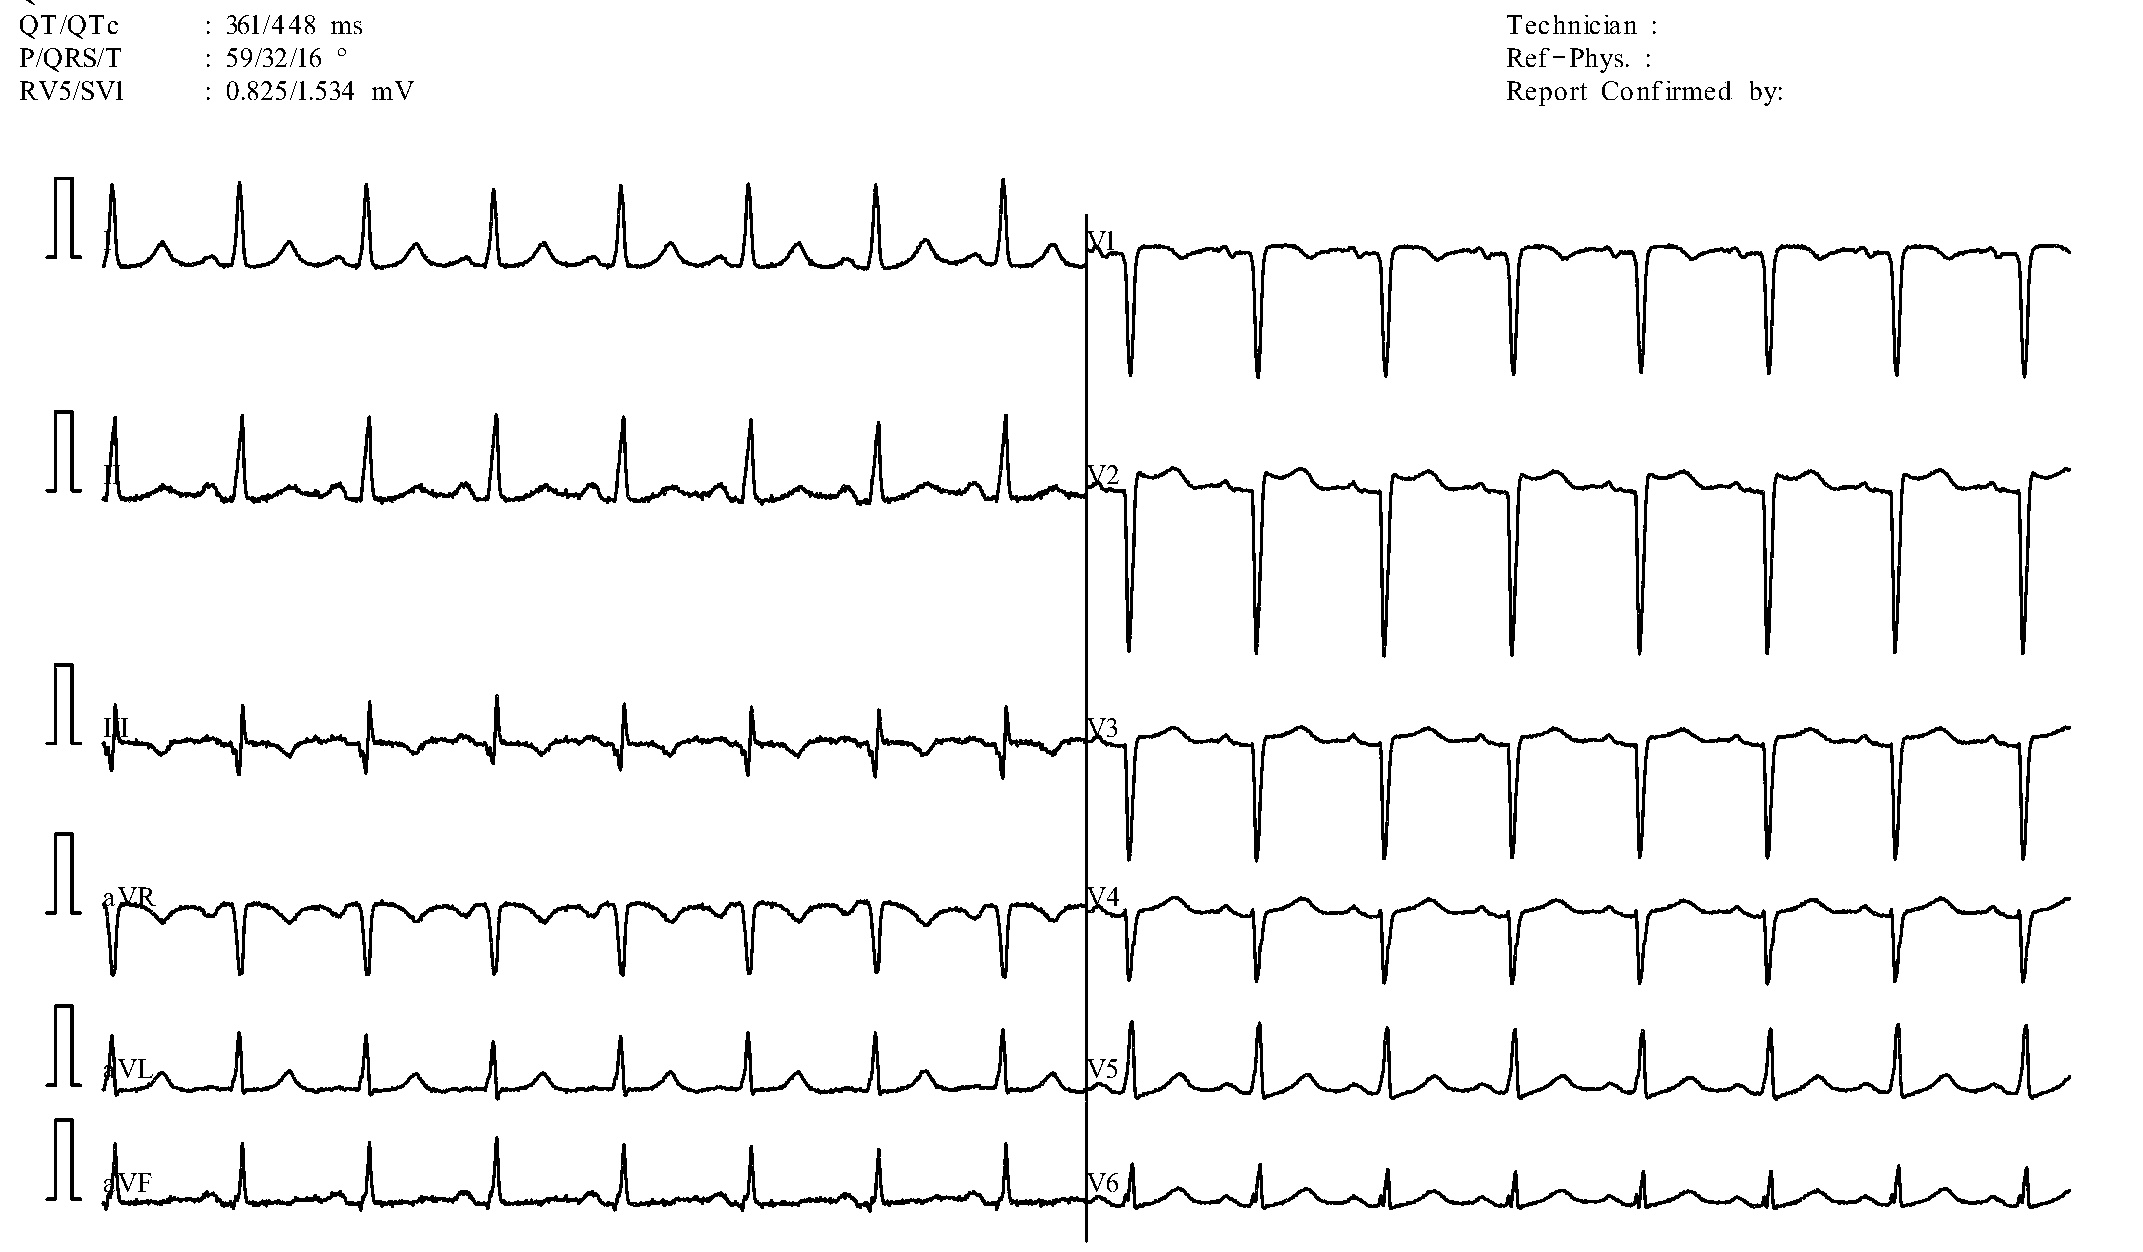 QT/QTc : 361/448 ms
P/QRS/T : 59/32/16 °
RV5/SV1 : 0.825/1.534 mV
Technician :
Ref-Phys. :
Report Confirmed by:
I
V1
II
V2
III
V3
aVR
V4
aVL
V5
aVF
V6